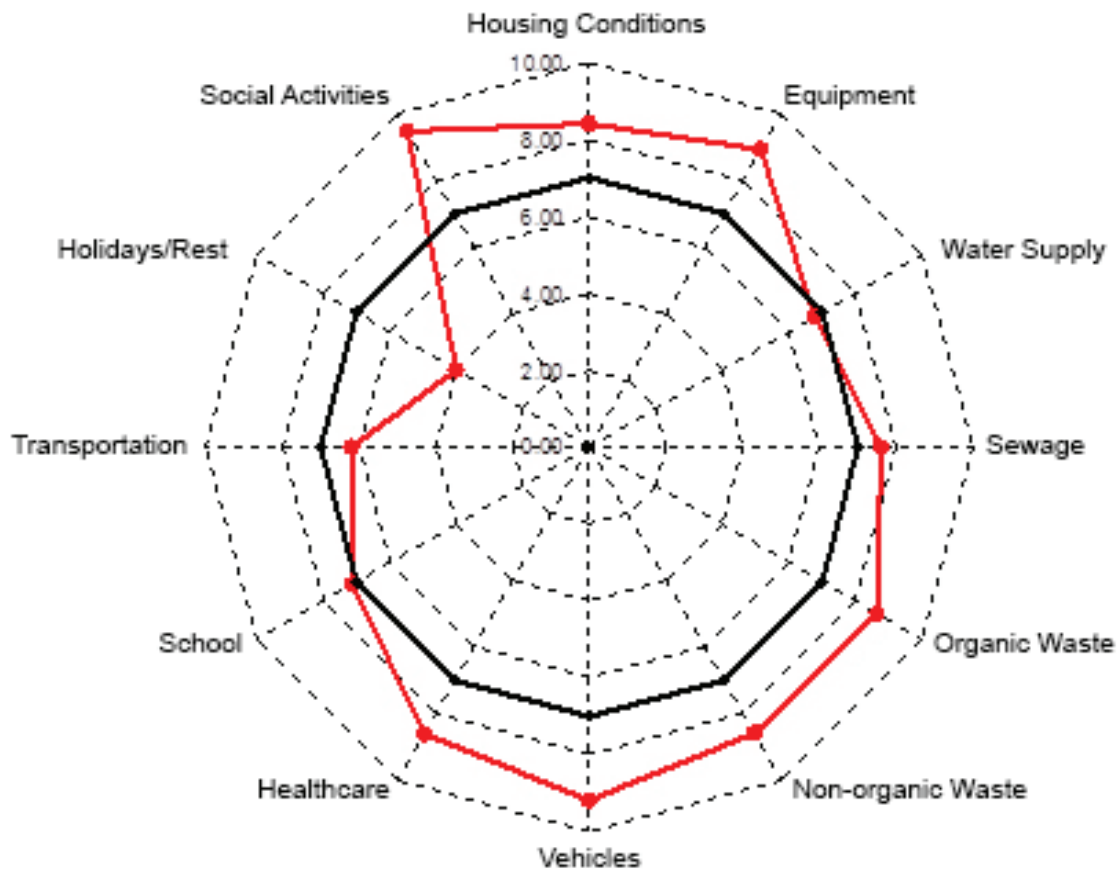 Housing Conditions
10.00
Social Activities
Equipment
8.00
Holidays/Rest
6.00
Water Supply
4.00
2.00
Transportation
0.00
Sewage
School
Organic Waste
Healthcare
Non-organic Waste
Vehicles